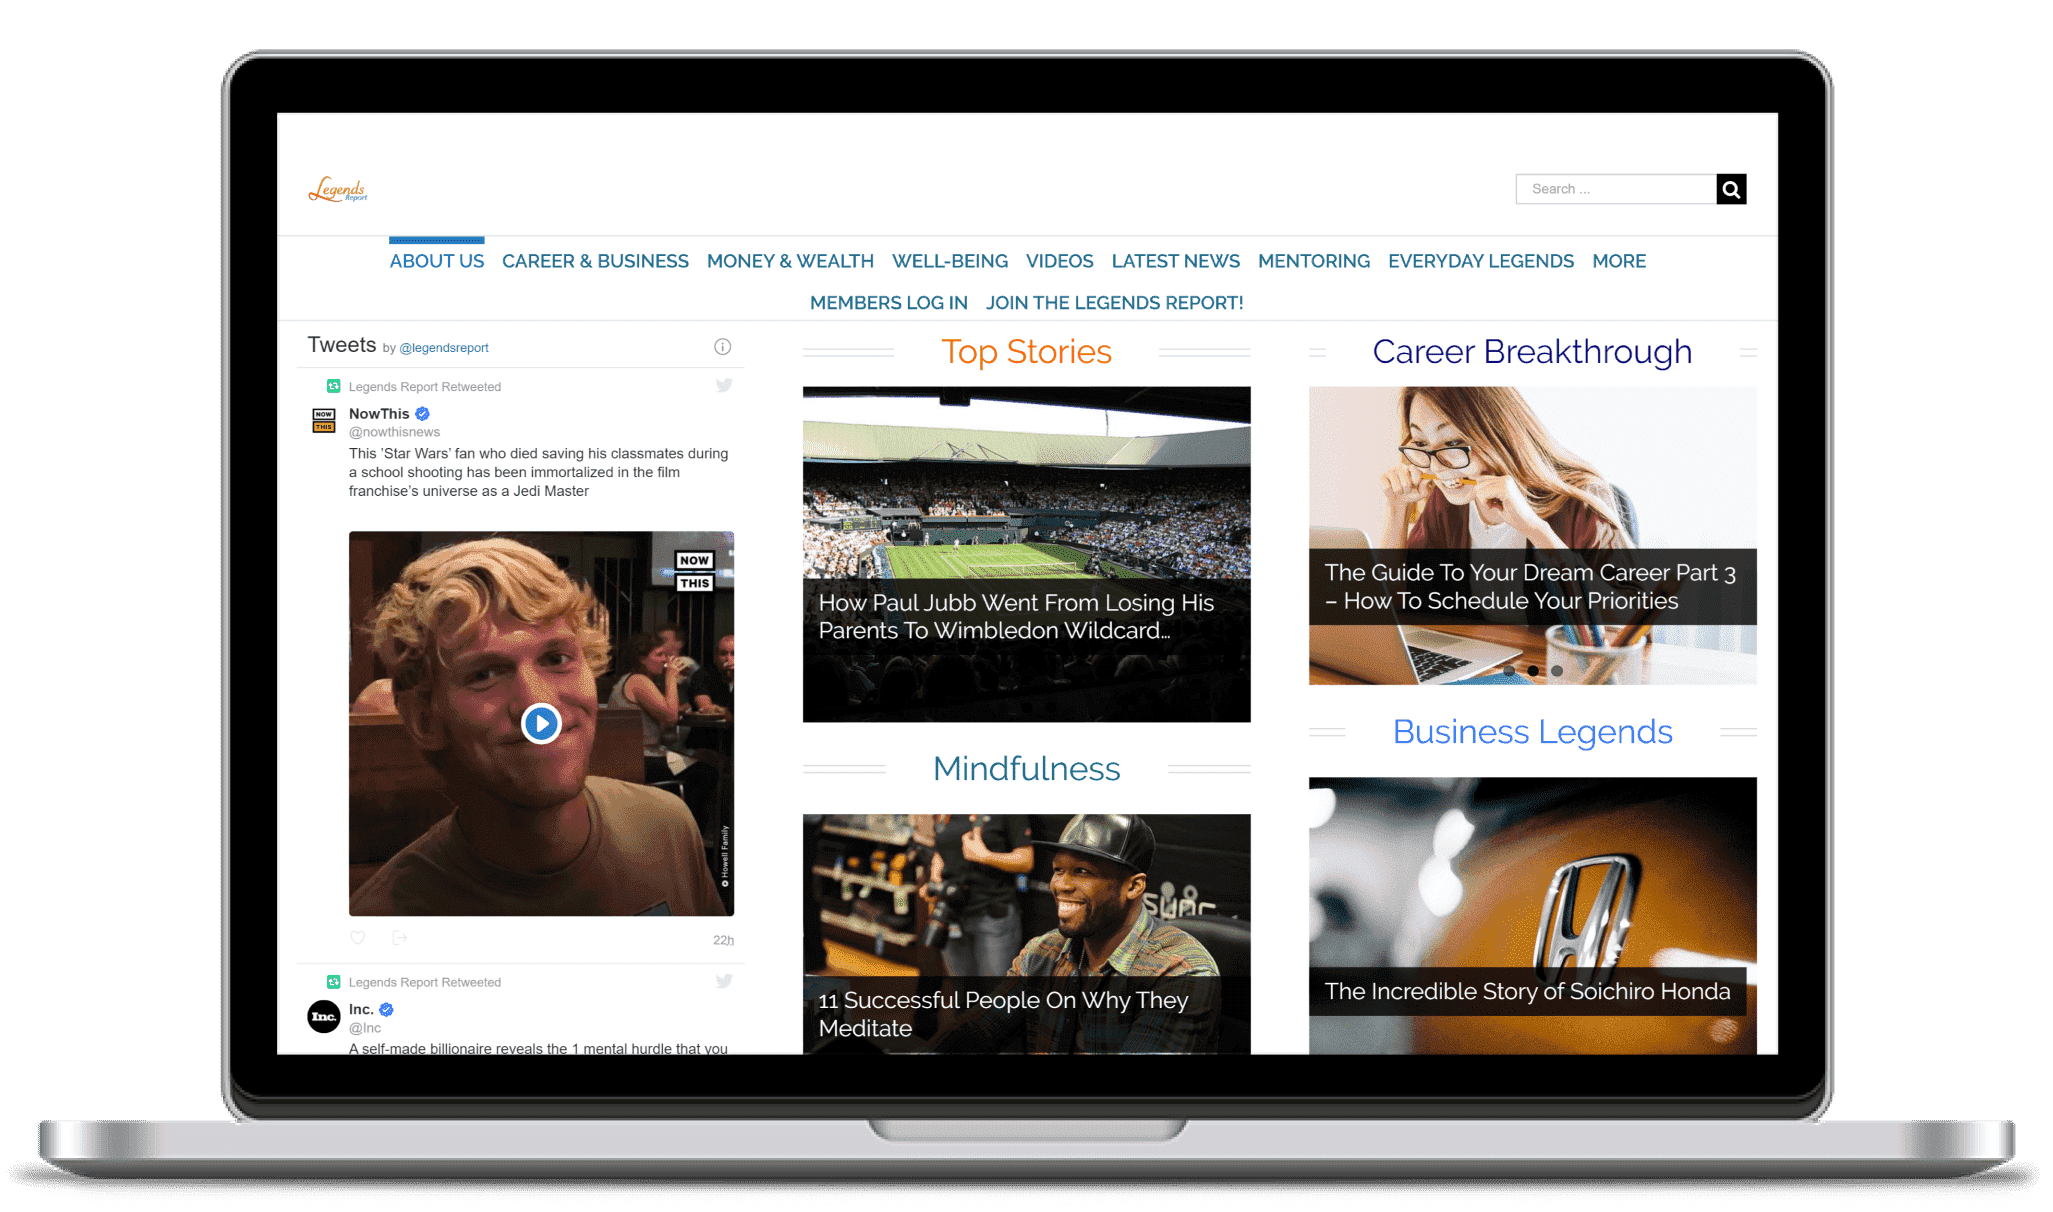 Legends
Report
Search ...
ABOUT US CAREER & BUSINESS MONEY & WEALTH WELL-BEING VIDEOS LATEST NEWS MENTORING EVERYDAY LEGENDS MORE
MEMBERS LOG IN JOIN THE LEGENDS REPORT!
Tweets by @legendsreport
Legends Report Retweeted
NOW
THIS
NowThis
@nowthisnews
This 'Star Wars' fan who died saving his classmates during
a school shooting has been immortalized in the film
franchise's universe as a Jedi Master
NOW
THIS
Howell Family
22h
Legends Report Retweeted
Inc.
Inc.
@Inc
A self-made billionaire reveals the 1 mental hurdle that you
Top Stories
How Paul Jubb Went From Losing His
Parents To Wimbledon Wildcard...
Mindfulness
11 Successful People On Why They
Meditate
Career Breakthrough
The Guide To Your Dream Career Part 3
– How To Schedule Your Priorities
Business Legends
The Incredible Story of Soichiro Honda